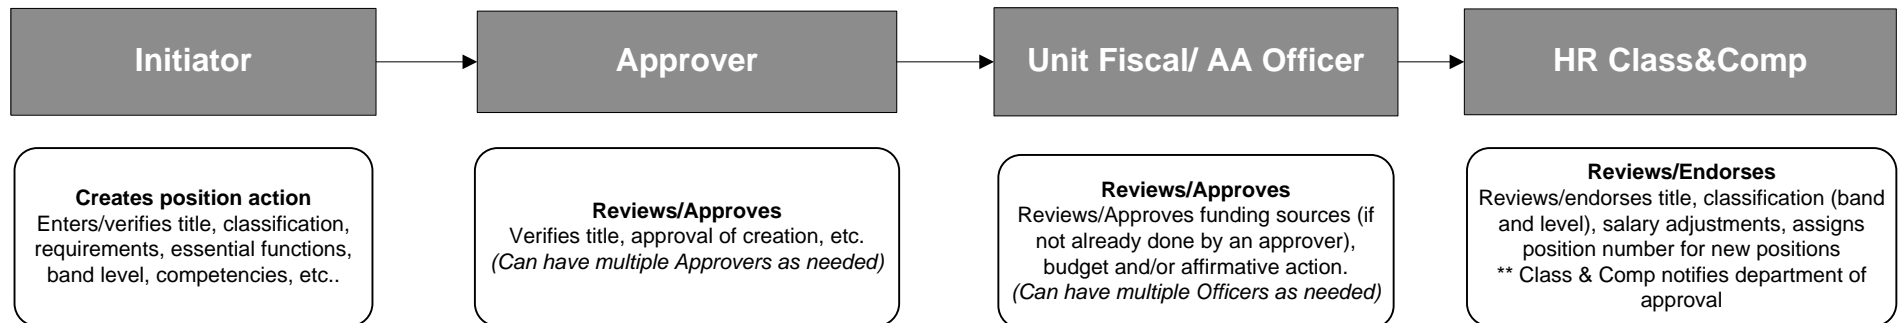 Initiator
Approver
Unit Fiscal/ AA Officer
HR Class&Comp
Creates position action
Enters/verifies title, classification,
requirements, essential functions,
band level, competencies, etc..
Reviews/Approves
Verifies title, approval of creation, etc.
(Can have multiple Approvers as needed)
Reviews/Approves
Reviews/Approves funding sources (if
not already done by an approver),
budget and/or affirmative action.
(Can have multiple Officers as needed)
Reviews/Endorses
Reviews/endorses title, classification (band
and level), salary adjustments, assigns
position number for new positions
** Class & Comp notifies department of
approval